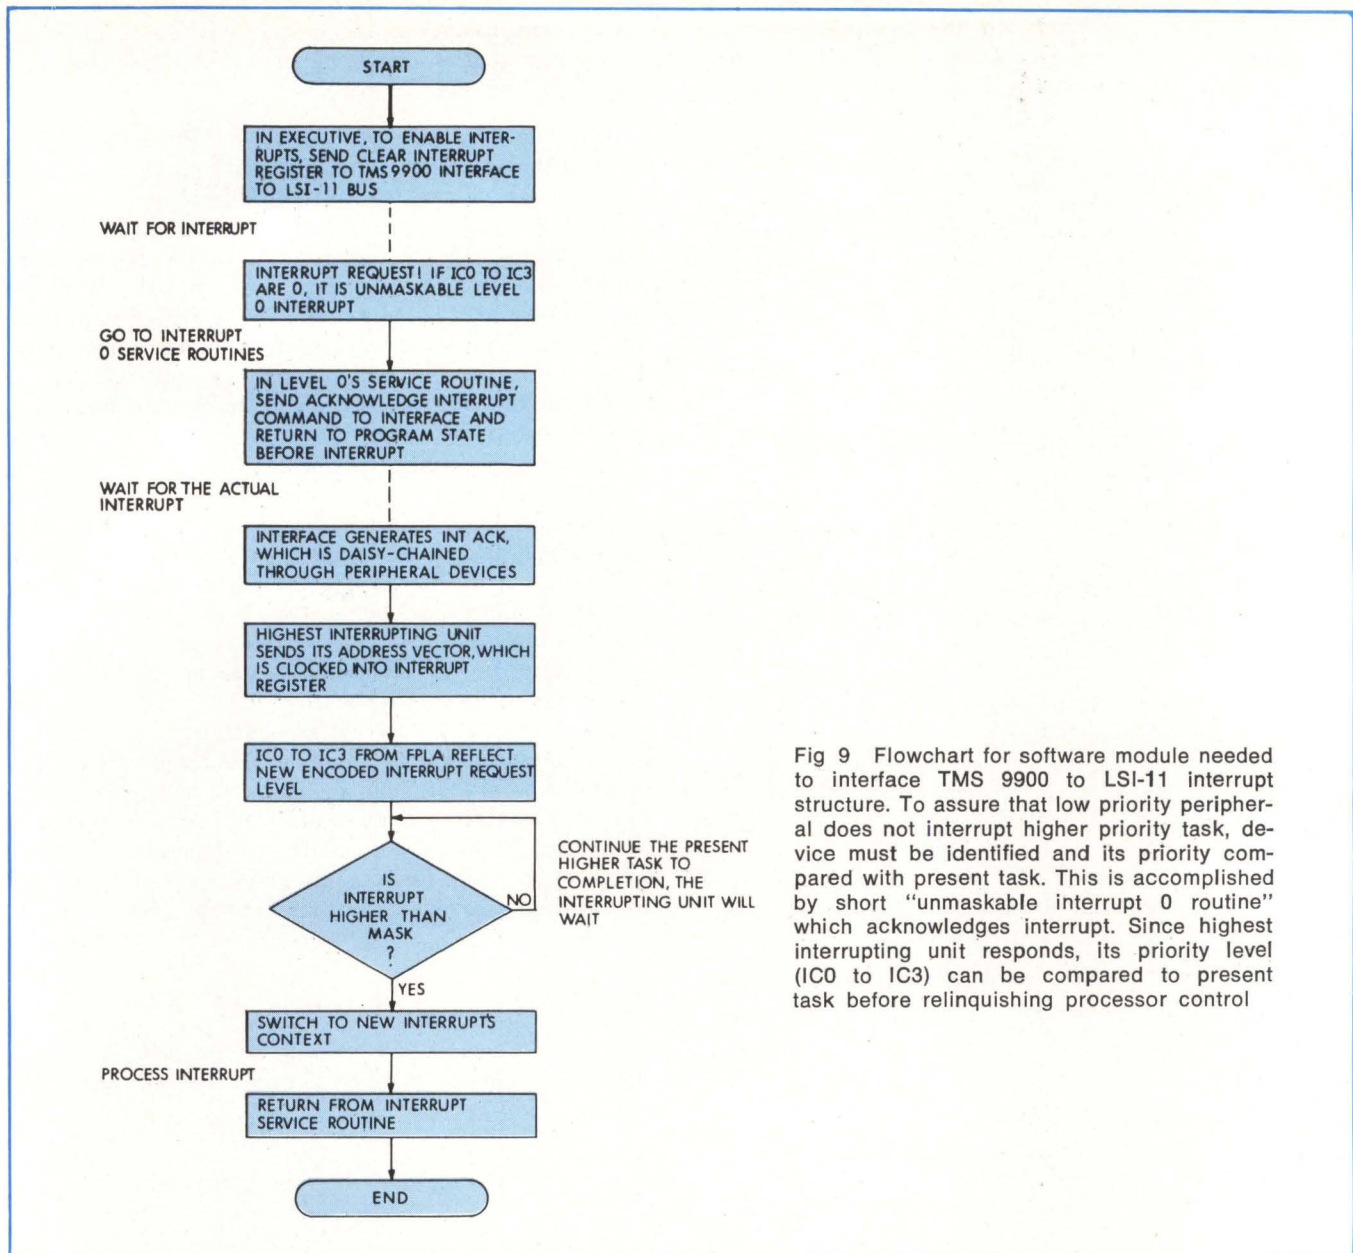 START
IN EXECUTIVE, TO ENABLE INTER-
RUPTS, SEND CLEAR INTERRUPT
REGISTER TO TMS 9900 INTERFACE
TO LSI-11 BUS
WAIT FOR INTERRUPT
INTERRUPT REQUEST! IF IC0 TO IC3
ARE 0, IT IS UNMASKABLE LEVEL
0 INTERRUPT
GO TO INTERRUPT
0 SERVICE ROUTINES
IN LEVEL 0'S SERVICE ROUTINE,
SEND ACKNOWLEDGE INTERRUPT
COMMAND TO INTERFACE AND
RETURN TO PROGRAM STATE
BEFORE INTERRUPT
WAIT FOR THE ACTUAL
INTERRUPT
INTERFACE GENERATES INT ACK,
WHICH IS DAISY-CHAINED
THROUGH PERIPHERAL DEVICES
HIGHEST INTERRUPTING UNIT
SENDS ITS ADDRESS VECTOR, WHICH
IS CLOCKED INTO INTERRUPT
REGISTER
IC0 TO IC3 FROM FPLA REFLECT
NEW ENCODED INTERRUPT REQUEST
LEVEL
IS
INTERRUPT
HIGHER THAN
MASK
?
NO
CONTINUE THE PRESENT
HIGHER TASK TO
COMPLETION, THE
INTERRUPTING UNIT WILL
WAIT
YES
SWITCH TO NEW INTERRUPT'S
CONTEXT
PROCESS INTERRUPT
RETURN FROM INTERRUPT
SERVICE ROUTINE
END
Fig 9 Flowchart for software module needed
to interface TMS 9900 to LSI-11 interrupt
structure. To assure that low priority peripher-
al does not interrupt higher priority task, de-
vice must be identified and its priority com-
pared with present task. This is accomplished
by short "unmaskable interrupt 0 routine"
which acknowledges interrupt. Since highest
interrupting unit responds, its priority level
(IC0 to IC3) can be compared to present
task before relinquishing processor control